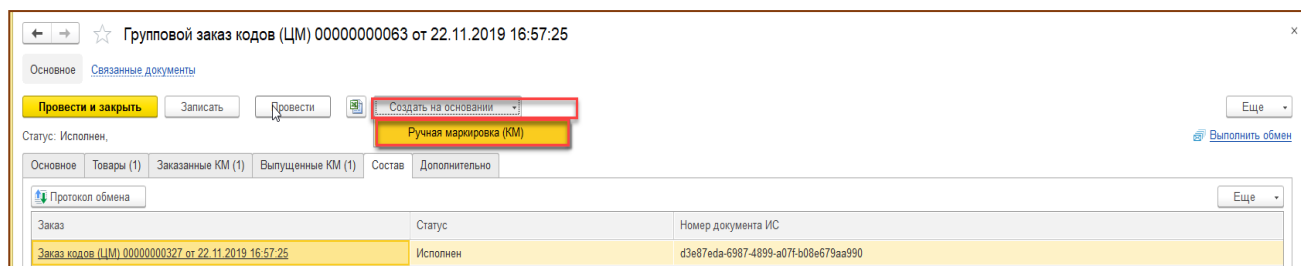 Групповой заказ кодов (ЦМ) 00000000063 от 22.11.2019 16:57:25
Основное Связанные документы
Провести и закрыть Записать Провести Создать на основании Еще
Ручная маркировка (КМ)
Статус: Исполнен, Выполнить обмен
Основное Товары (1) Заказанные КМ (1) Выпущенные КМ (1) Состав Дополнительно
Протокол обмена Еще
Заказ Статус Номер документа ИС
Заказ кодов (ЦМ) 00000000327 от 22.11.2019 16:57:25 Исполнен d3e87eda-6987-4899-a07f-b08e679aa990